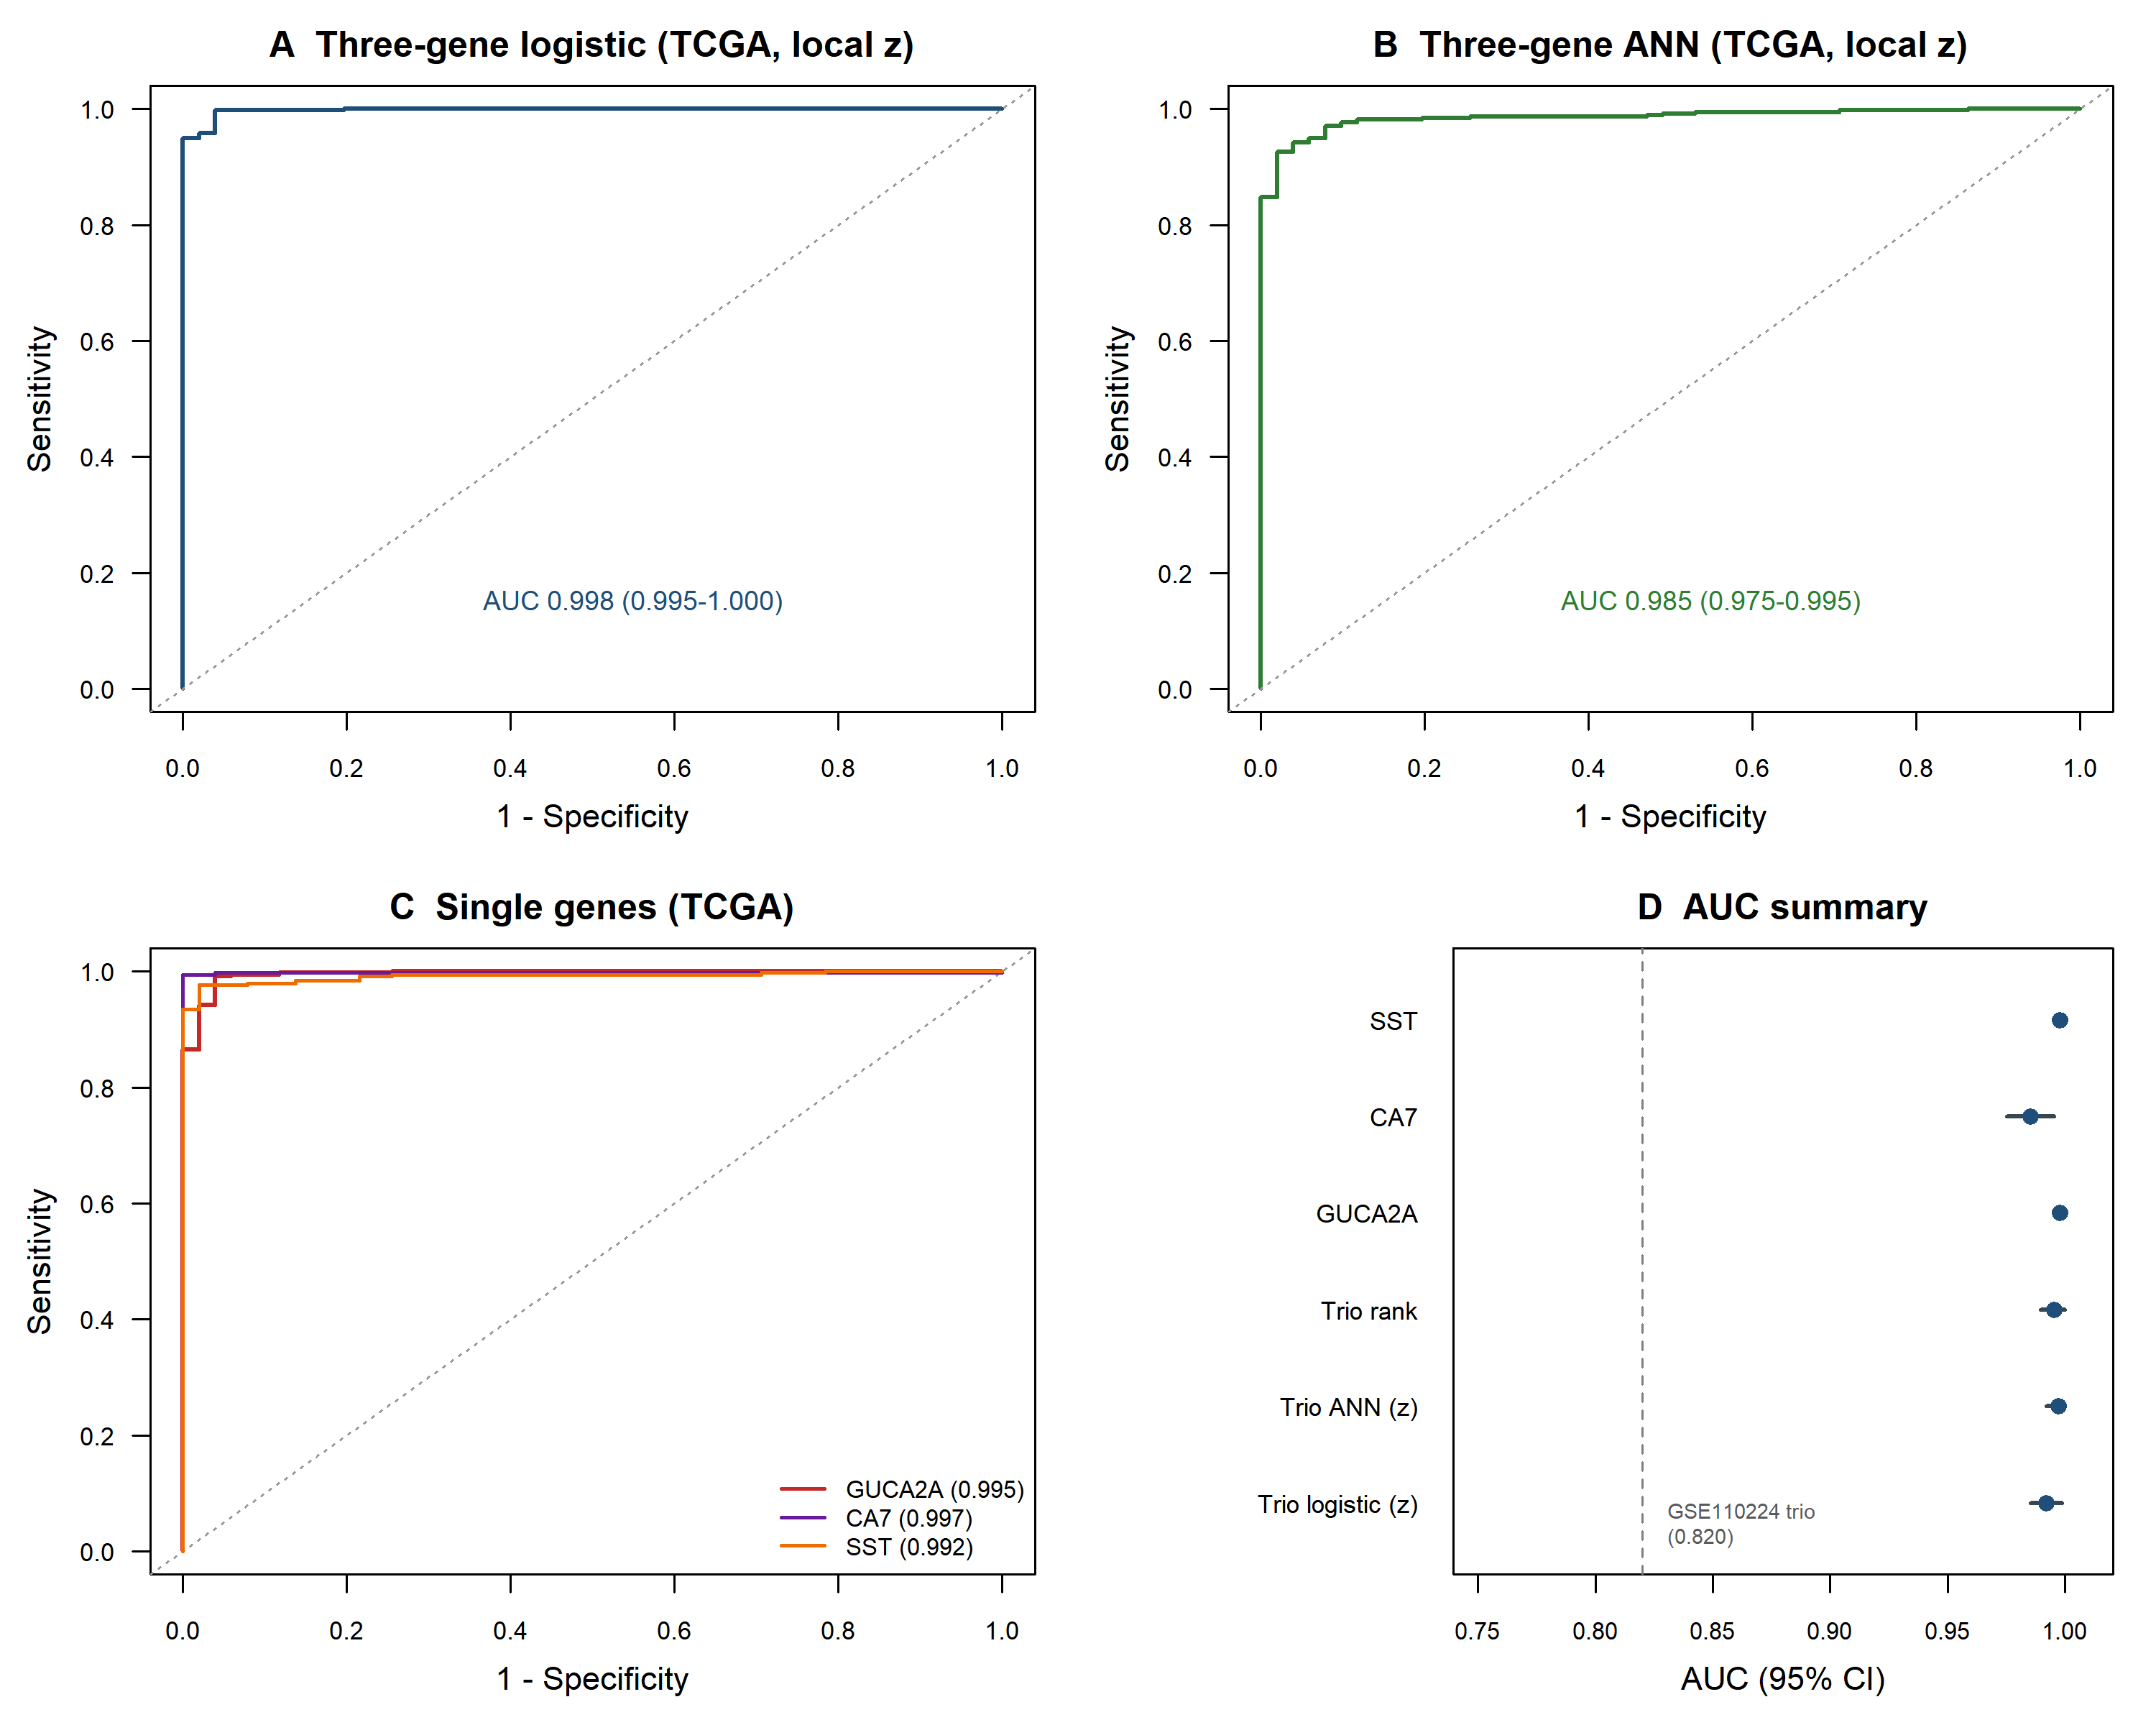 A  Three-gene logistic (TCGA, local z)
1.0
0.8
0.6
0.4
0.2
0.0
Sensitivity
AUC 0.998 (0.995-1.000)
0.0 0.2 0.4 0.6 0.8 1.0
1 - Specificity
B  Three-gene ANN (TCGA, local z)
1.0
0.8
0.6
0.4
0.2
0.0
Sensitivity
AUC 0.985 (0.975-0.995)
0.0 0.2 0.4 0.6 0.8 1.0
1 - Specificity
C  Single genes (TCGA)
1.0
0.8
0.6
0.4
0.2
0.0
Sensitivity
GUCA2A (0.995)
CA7 (0.997)
SST (0.992)
0.0 0.2 0.4 0.6 0.8 1.0
1 - Specificity
D  AUC summary
SST
CA7
GUCA2A
Trio rank
Trio ANN (z)
Trio logistic (z)
GSE110224 trio
(0.820)
0.75 0.80 0.85 0.90 0.95 1.00
AUC (95% CI)